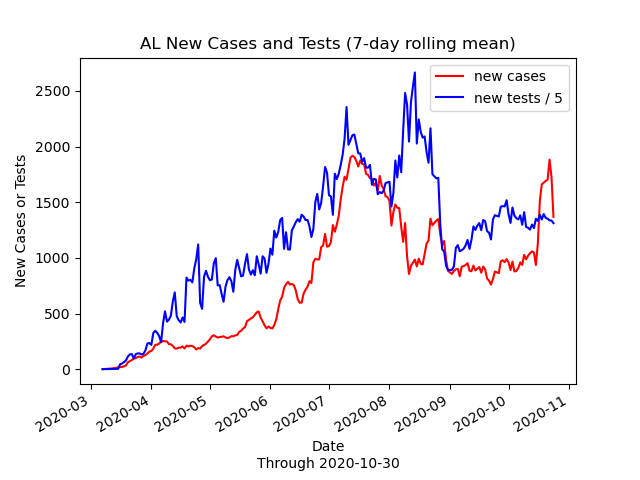 AL New Cases and Tests (7-day rolling mean)
new cases
new tests / 5
New Cases or Tests
2500
2000
1500
1000
500
0
2020-03
2020-04
2020-05
2020-06
2020-07
2020-08
2020-09
2020-10
2020-11
Date
Through 2020-10-30